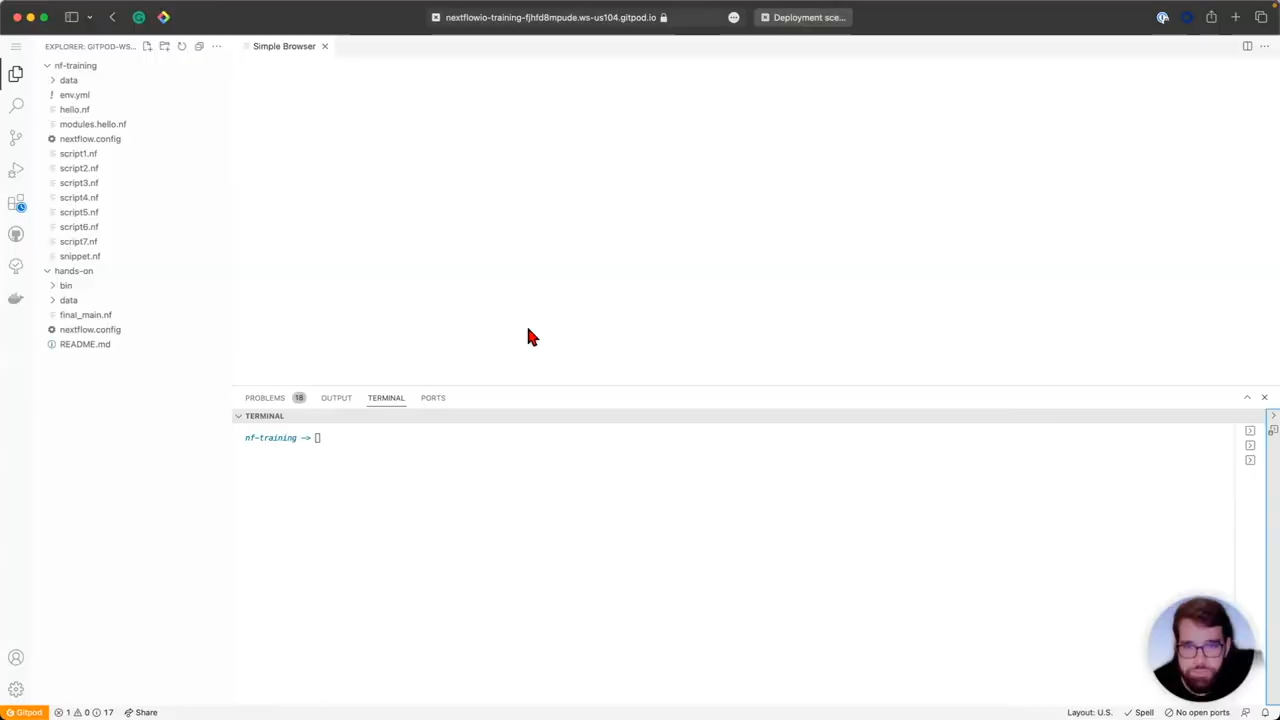 nextflowio-training-fjhfd8mpude.ws-us104.gitpod.io
Deployment sce...
EXPLORER: GITPOD-WS...
Simple Browser
nf-training
data
env.yml
hello.nf
modules.hello.nf
nextflow.config
script1.nf
script2.nf
script3.nf
script4.nf
script5.nf
script6.nf
script7.nf
snippet.nf
hands-on
bin
data
final_main.nf
nextflow.config
README.md
PROBLEMS 18 OUTPUT TERMINAL PORTS
TERMINAL
nf-training ->
Gitpod 1 0 17 Share Layout: U.S. Spell No open ports